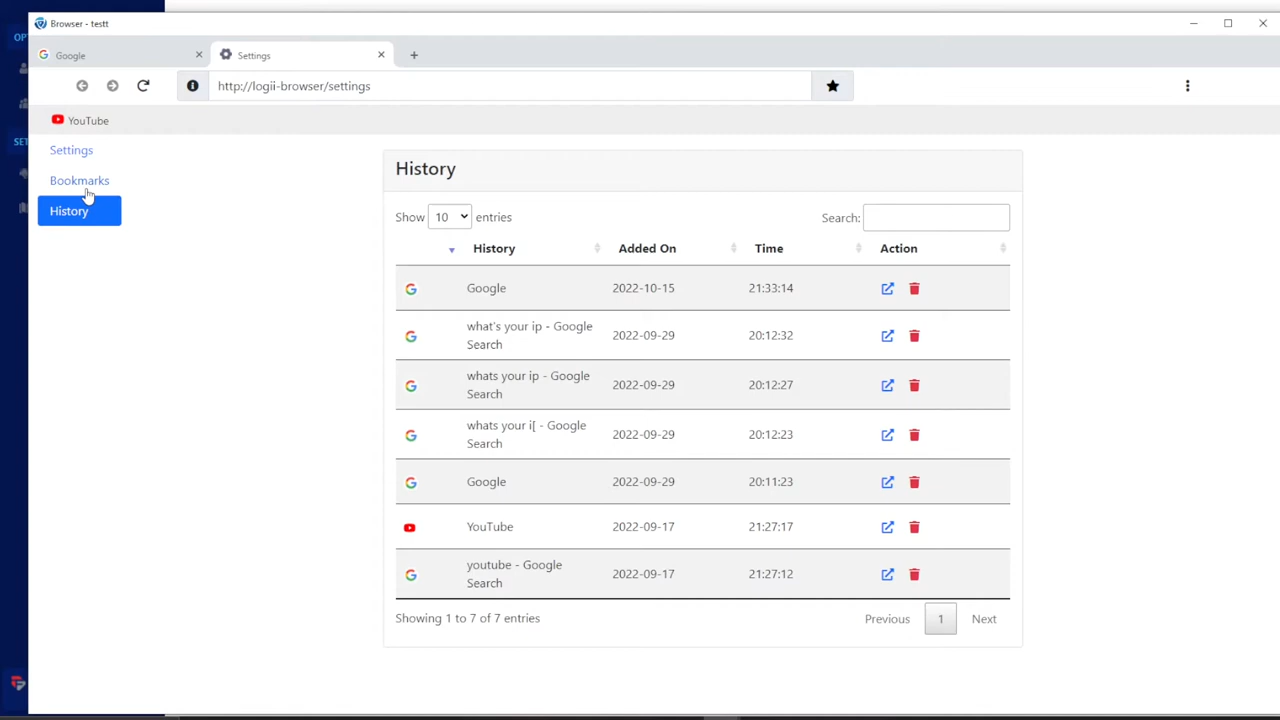 Browser - testt
OP
Google
Settings
http://logii-browser/settings
YouTube
SET
Settings
Bookmarks
History
History
Show 10 entries
Search:
History Added On Time Action
Google 2022-10-15 21:33:14
what's your ip - Google
Search
2022-09-29 20:12:32
whats your ip - Google
Search
2022-09-29 20:12:27
whats your i[ - Google
Search
2022-09-29 20:12:23
Google 2022-09-29 20:11:23
YouTube 2022-09-17 21:27:17
youtube - Google
Search
2022-09-17 21:27:12
Showing 1 to 7 of 7 entries
Previous 1 Next